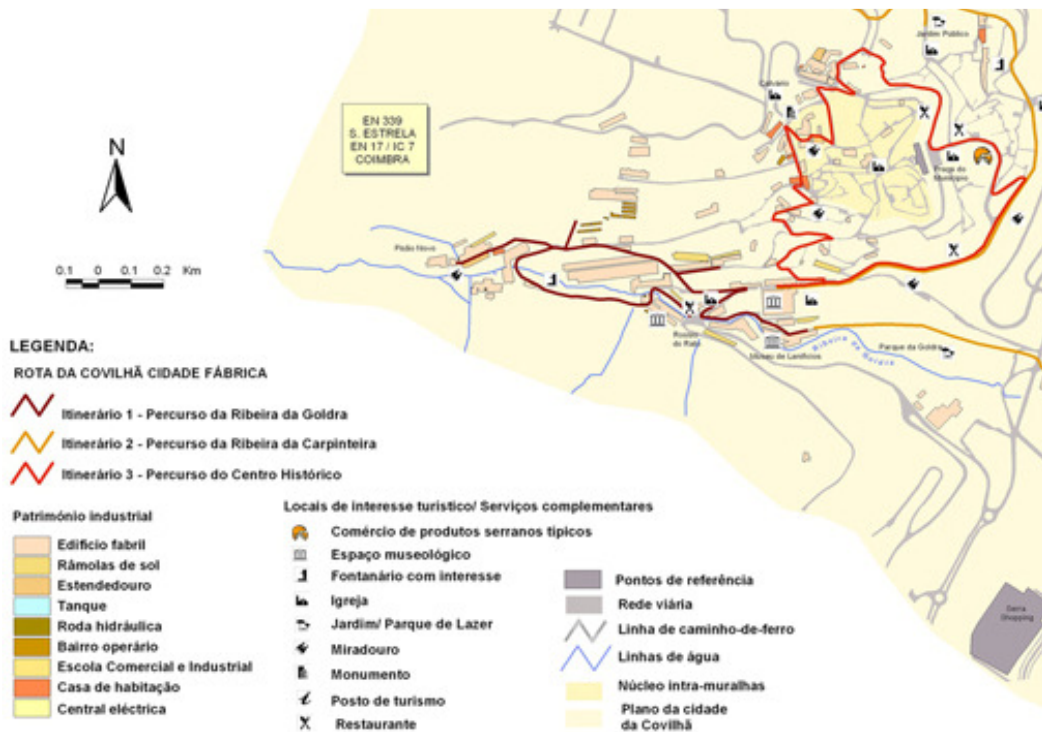 Jardim Público
Calvário
EN 339
S. ESTRELA
EN 17 / IC 7
COIMBRA
N
Praça do
Município
Pisão Novo
0.1 0 0.1 0.2 Km
Ribeira da Goldra
Parque da Goldra
Museu de Lanifícios
Serra
Shopping
LEGENDA:
ROTA DA COVILHÃ CIDADE FÁBRICA
Itinerário 1 - Percurso da Ribeira da Goldra
Itinerário 2 - Percurso da Ribeira da Carpinteira
Itinerário 3 - Percurso do Centro Histórico
Património industrial
Edifício fabril
Râmolas de sol
Estendedouro
Tanque
Roda hidráulica
Bairro operário
Escola Comercial e Industrial
Casa de habitação
Central eléctrica
Locais de interesse turístico/ Serviços complementares
Comércio de produtos serranos típicos
Espaço museológico
Fontanário com interesse
Igreja
Jardim/ Parque de Lazer
Miradouro
Monumento
Posto de turismo
Restaurante
Pontos de referência
Rede viária
Linha de caminho-de-ferro
Linhas de água
Núcleo intra-muralhas
Plano da cidade
da Covilhã